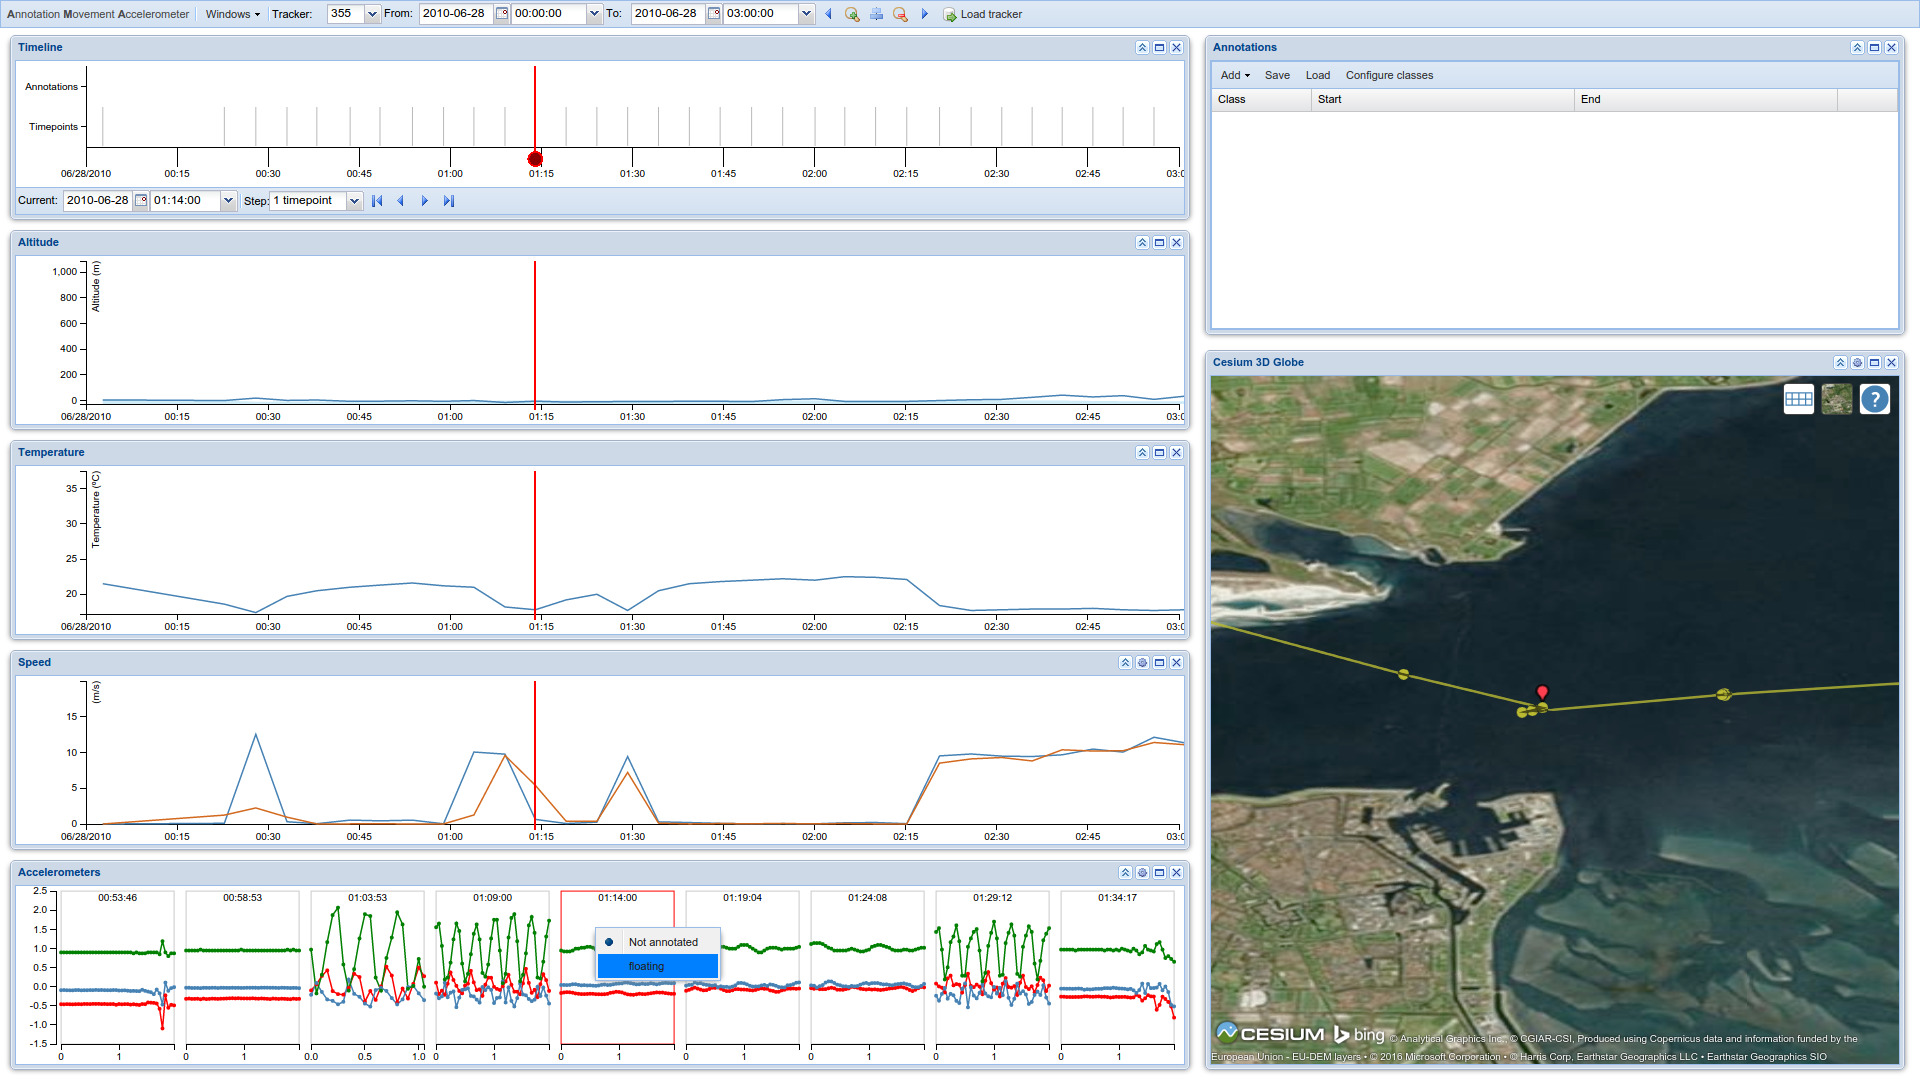 Annotation Movement Accelerometer Windows Tracker: 355 From: 2010-06-28 00:00:00 To: 2010-06-28 03:00:00 Load tracker
Timeline
Annotations
Timepoints
06/28/2010 00:15 00:30 00:45 01:00 01:15 01:30 01:45 02:00 02:15 02:30 02:45 03:0
Current: 2010-06-28 01:14:00 Step: 1 timepoint
Altitude
Altitude (m)
1,000
800
600
400
200
0
06/28/2010 00:15 00:30 00:45 01:00 01:15 01:30 01:45 02:00 02:15 02:30 02:45 03:0
Temperature
Temperature (ºC)
35
30
25
20
06/28/2010 00:15 00:30 00:45 01:00 01:15 01:30 01:45 02:00 02:15 02:30 02:45 03:0
Speed
(m/s)
15
10
5
0
06/28/2010 00:15 00:30 00:45 01:00 01:15 01:30 01:45 02:00 02:15 02:30 02:45 03:0
Accelerometers
2.5
2.0
1.5
1.0
0.5
0.0
-0.5
-1.0
-1.5
00:53:46 00:58:53 01:03:53 01:09:00 01:14:00 01:19:04 01:24:08 01:29:12 01:34:17
Not annotated
floating
0 1 0 1 0.0 0.5 1.0 0 1 0 1 0 1 0 1 0 1 0 1
Annotations
Add Save Load Configure classes
Class Start End
Cesium 3D Globe
?
CESIUM bing © Analytical Graphics Inc., © CGIAR-CSI, Produced using Copernicus data and information funded by the
European Union - EU-DEM layers • © 2016 Microsoft Corporation • © Harris Corp, Earthstar Geographics LLC • Earthstar Geographics SIO